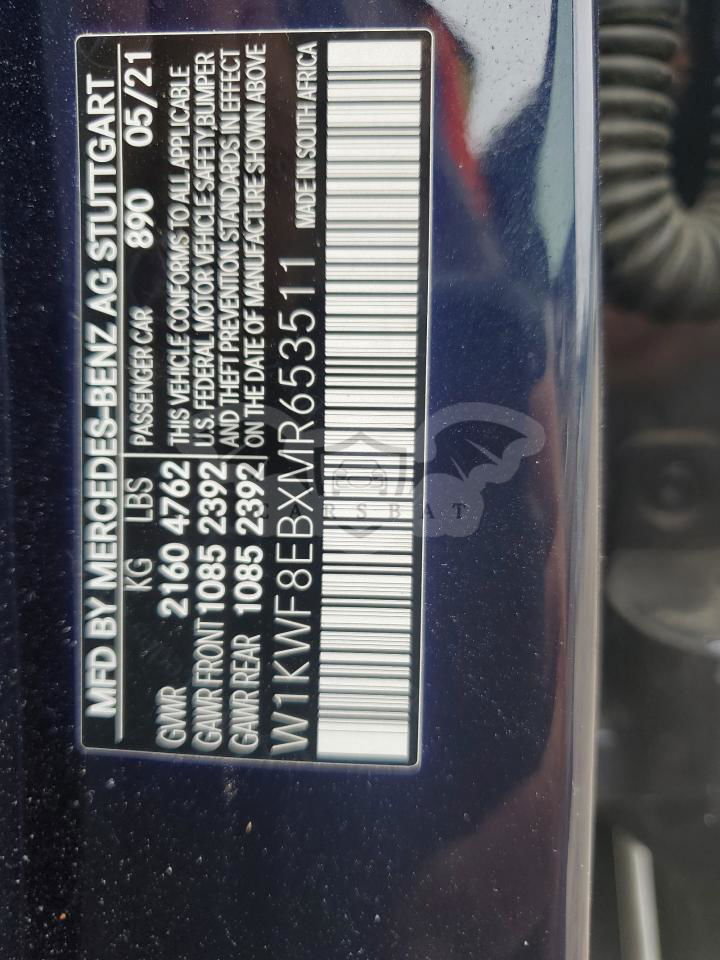 MFD BY MERCEDES-BENZ AG STUTTGART
KG LBS PASSENGER CAR 890 05/21
GVWR 2160 4762 THIS VEHICLE CONFORMS TO ALL APPLICABLE
GAWR FRONT 1085 2392 U.S. FEDERAL MOTOR VEHICLE SAFETY, BUMPER
AND THEFT PREVENTION STANDARDS IN EFFECT
GAWR REAR 1085 2392 ON THE DATE OF MANUFACTURE SHOWN ABOVE
W1KWF8EBXMR653511 MADE IN SOUTH AFRICA
CARSBAT